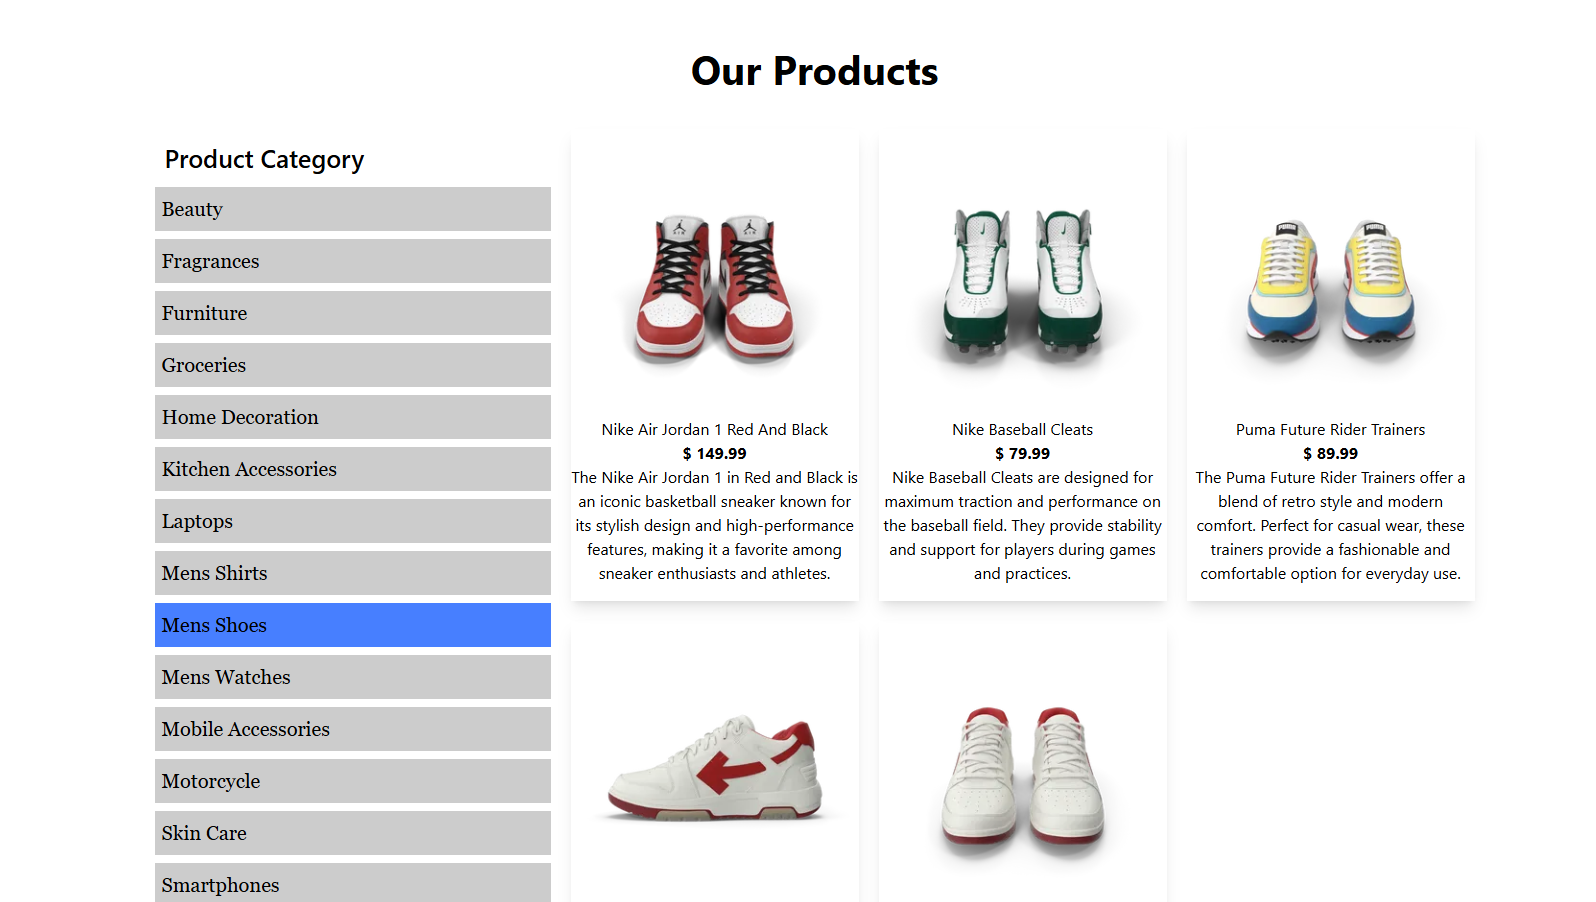 Our Products
Product Category
Beauty
Fragrances
Furniture
Groceries
Home Decoration
Kitchen Accessories
Laptops
Mens Shirts
Mens Shoes
Mens Watches
Mobile Accessories
Motorcycle
Skin Care
Smartphones
Nike Air Jordan 1 Red And Black
$ 149.99
The Nike Air Jordan 1 in Red and Black is
an iconic basketball sneaker known for
its stylish design and high-performance
features, making it a favorite among
sneaker enthusiasts and athletes.
Nike Baseball Cleats
$ 79.99
Nike Baseball Cleats are designed for
maximum traction and performance on
the baseball field. They provide stability
and support for players during games
and practices.
PUMA
PUMA
Puma Future Rider Trainers
$ 89.99
The Puma Future Rider Trainers offer a
blend of retro style and modern
comfort. Perfect for casual wear, these
trainers provide a fashionable and
comfortable option for everyday use.